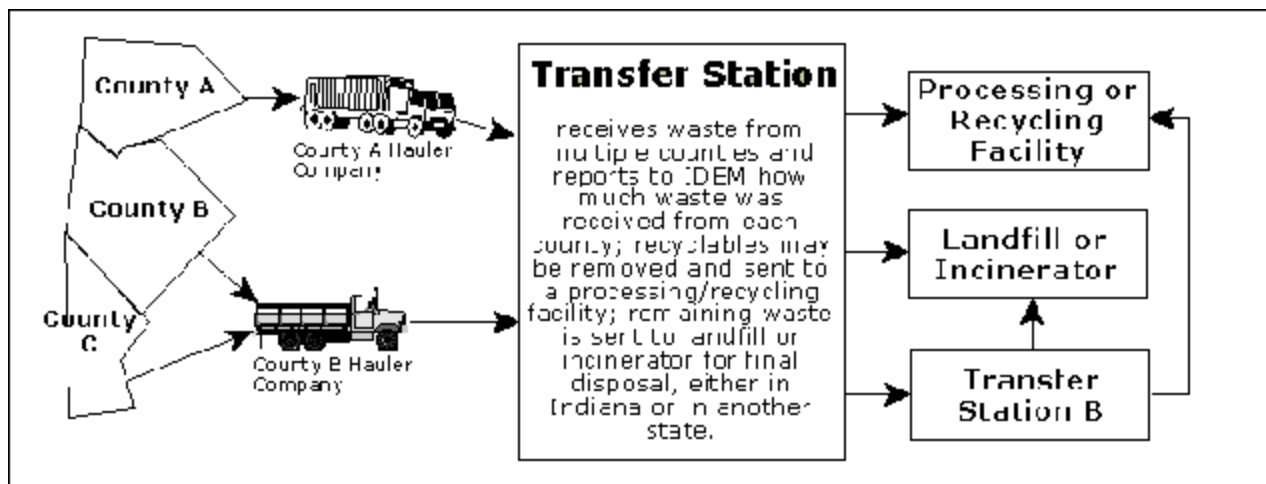 County A
County B
County C
County A Hauler
Company
County B Hauler
Company
Transfer Station
receives waste from
multiple counties and
reports to IDEM how
much waste was
received from each
county; recyclables may
be removed and sent to
a processing/recycling
facility; remaining waste
is sent to landfill or
incinerator for final
disposal, either in
Indiana or in another
state.
Processing or
Recycling
Facility
Landfill or
Incinerator
Transfer
Station B